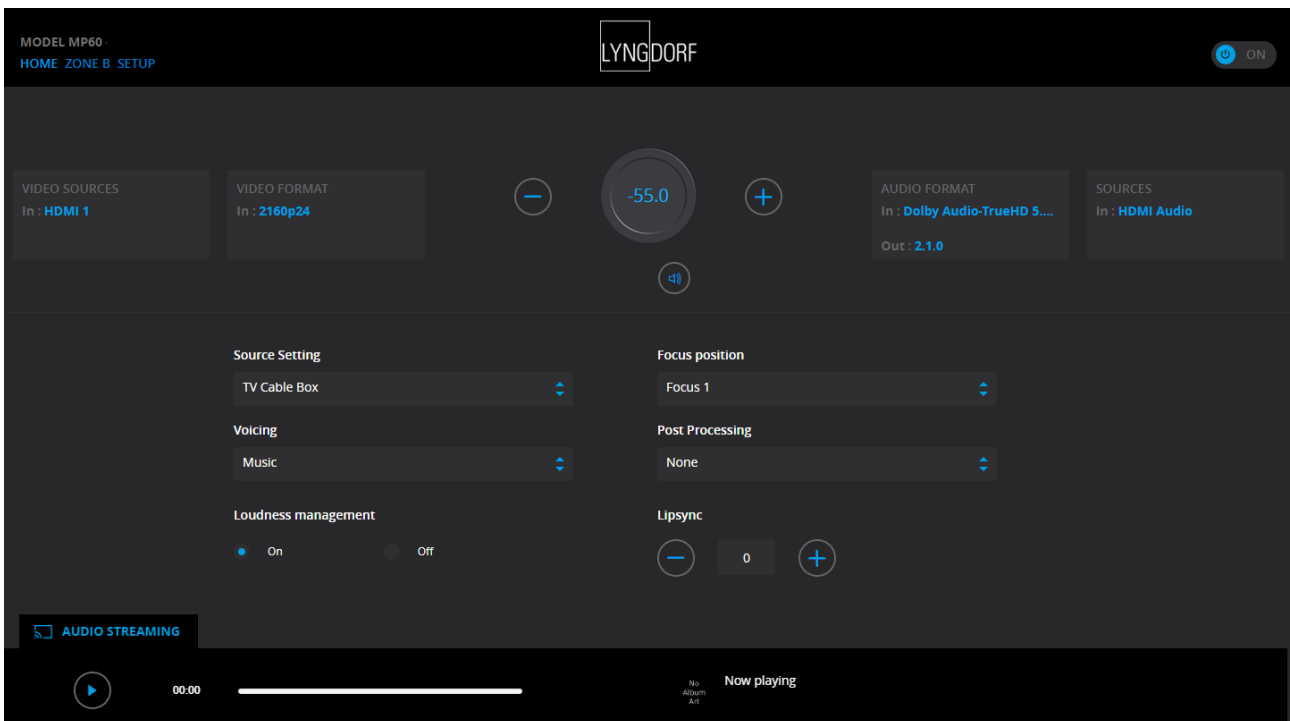 MODEL MP60
HOME ZONE B SETUP
LYNGDORF
ON
VIDEO SOURCES
In : HDMI 1
VIDEO FORMAT
In : 2160p24
-55.0
AUDIO FORMAT
In : Dolby Audio-TrueHD 5....
Out : 2.1.0
SOURCES
In : HDMI Audio
Source Setting
TV Cable Box
Focus position
Focus 1
Voicing
Music
Post Processing
None
Loudness management
On
Off
Lipsync
0
AUDIO STREAMING
00:00
No
Album
Art
Now playing